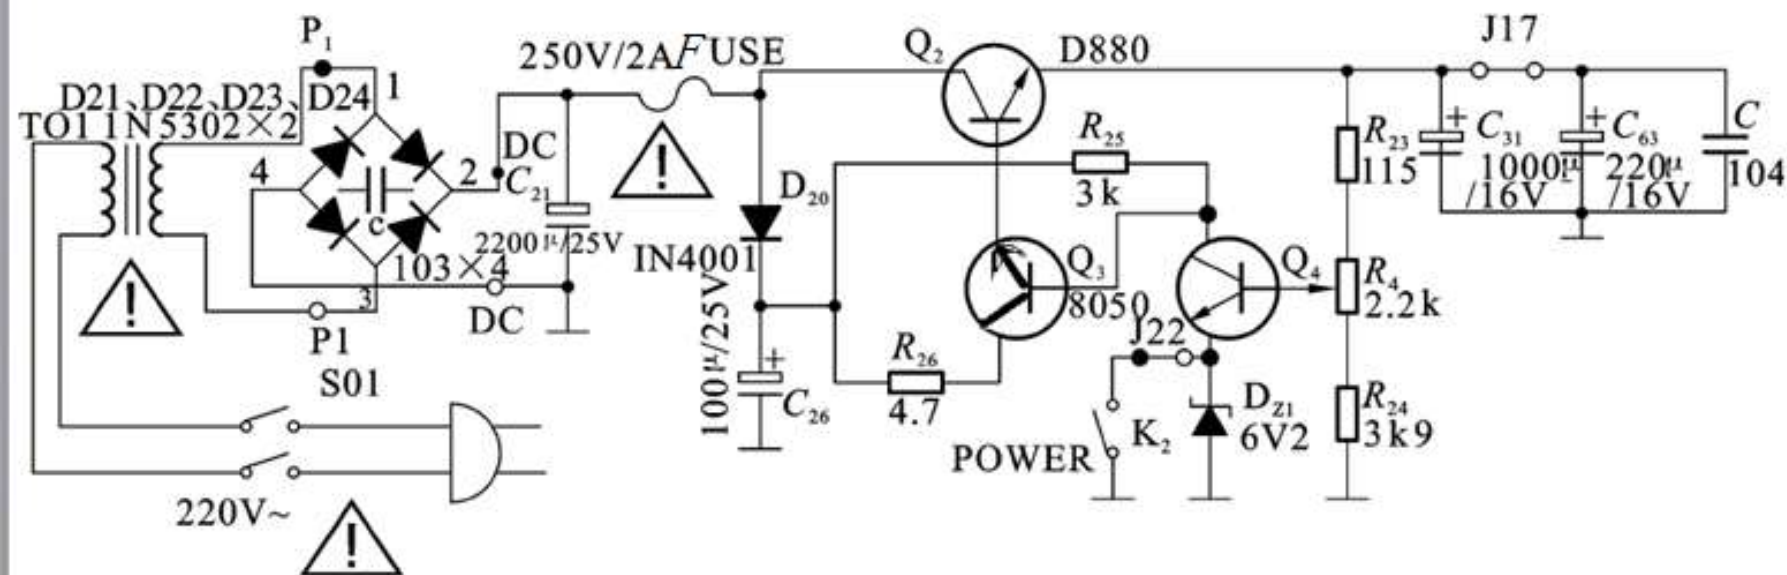 P₁
250V/2A FUSE
Q₂
D880
J17
D21、D22、D23、D24
1
TO1 1N5302×2
DC
4
2
C₂₁
2200μ/25V
c
103×4
3
DC
P1
S01
220V~
!
!
!
D₂₀
IN4001
100μ/25V
+
C₂₆
R₂₅
3k
Q₃
8050
Q₄
J22
R₂₆
4.7
K₂
POWER
D_Z1
6V2
R₂₃
115
R₄
2.2k
R₂₄
3k9
+
C₃₁
1000μ
/16V
+
C₆₃
220μ
/16V
C
104